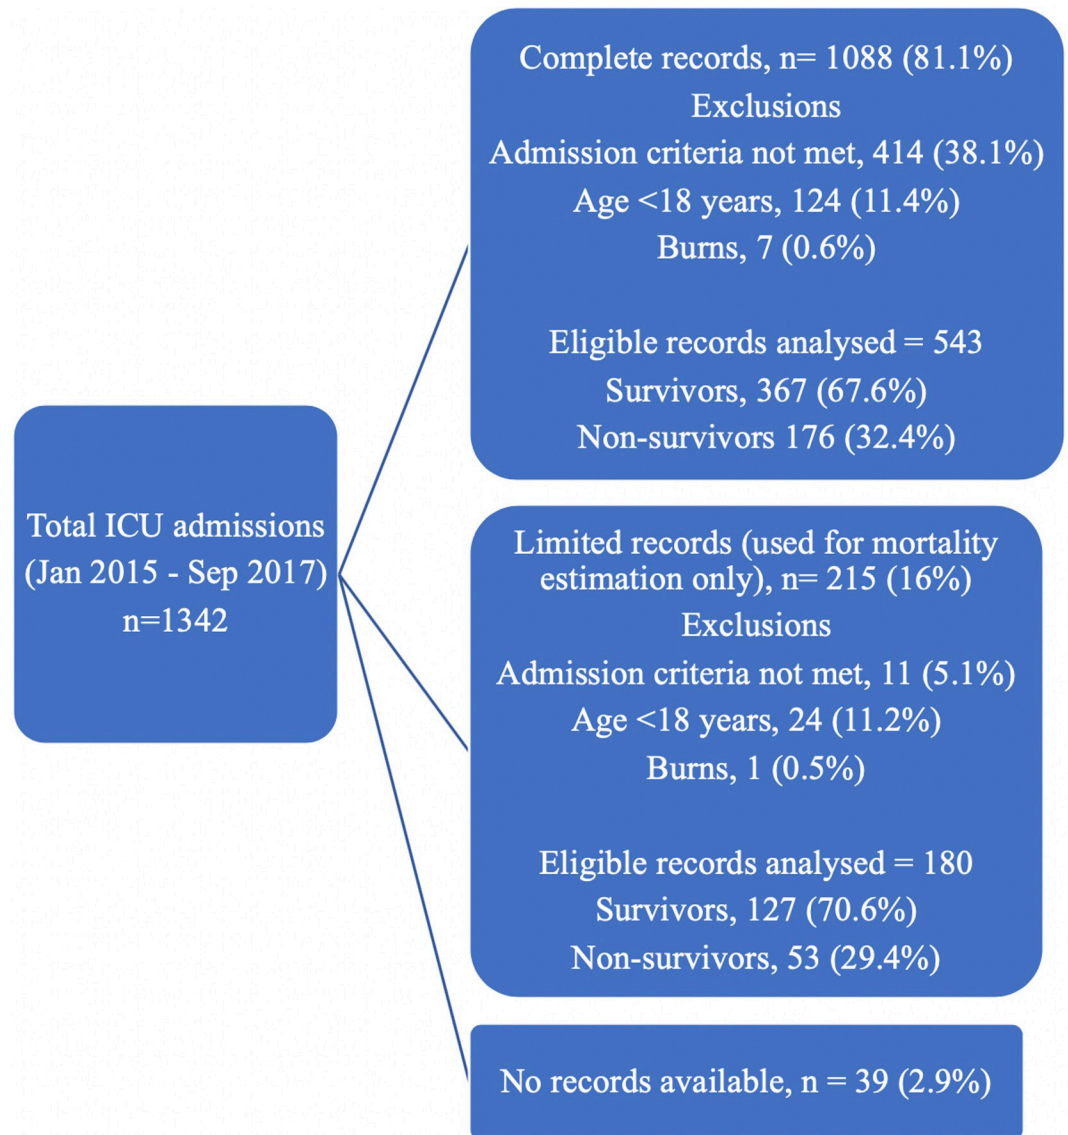 Total ICU admissions
(Jan 2015 - Sep 2017)
n=1342
Complete records, n= 1088 (81.1%)
Exclusions
Admission criteria not met, 414 (38.1%)
Age <18 years, 124 (11.4%)
Burns, 7 (0.6%)
Eligible records analysed = 543
Survivors, 367 (67.6%)
Non-survivors 176 (32.4%)
Limited records (used for mortality
estimation only), n= 215 (16%)
Exclusions
Admission criteria not met, 11 (5.1%)
Age <18 years, 24 (11.2%)
Burns, 1 (0.5%)
Eligible records analysed = 180
Survivors, 127 (70.6%)
Non-survivors, 53 (29.4%)
No records available, n = 39 (2.9%)